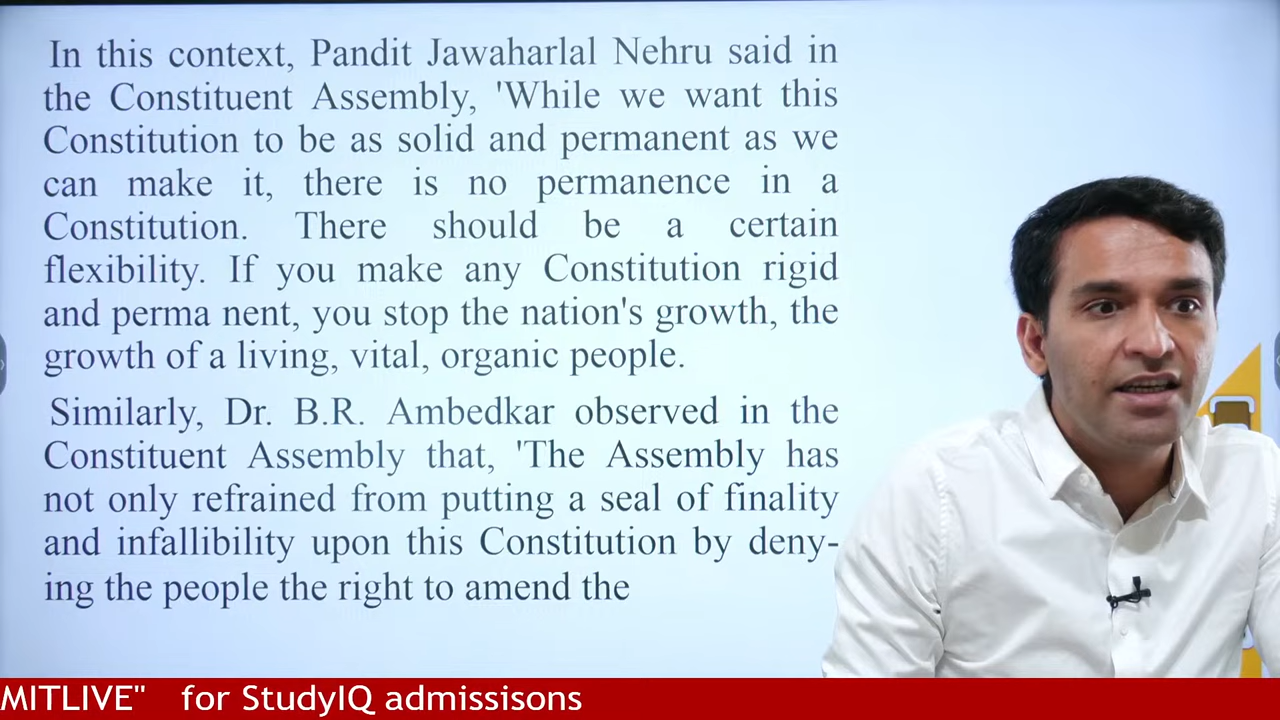 In this context, Pandit Jawaharlal Nehru said in
the Constituent Assembly, 'While we want this
Constitution to be as solid and permanent as we
can make it, there is no permanence in a
Constitution. There should be a certain
flexibility. If you make any Constitution rigid
and perma nent, you stop the nation's growth, the
growth of a living, vital, organic people.
Similarly, Dr. B.R. Ambedkar observed in the
Constituent Assembly that, 'The Assembly has
not only refrained from putting a seal of finality
and infallibility upon this Constitution by deny-
ing the people the right to amend the
MITLIVE" for StudyIQ admissisons